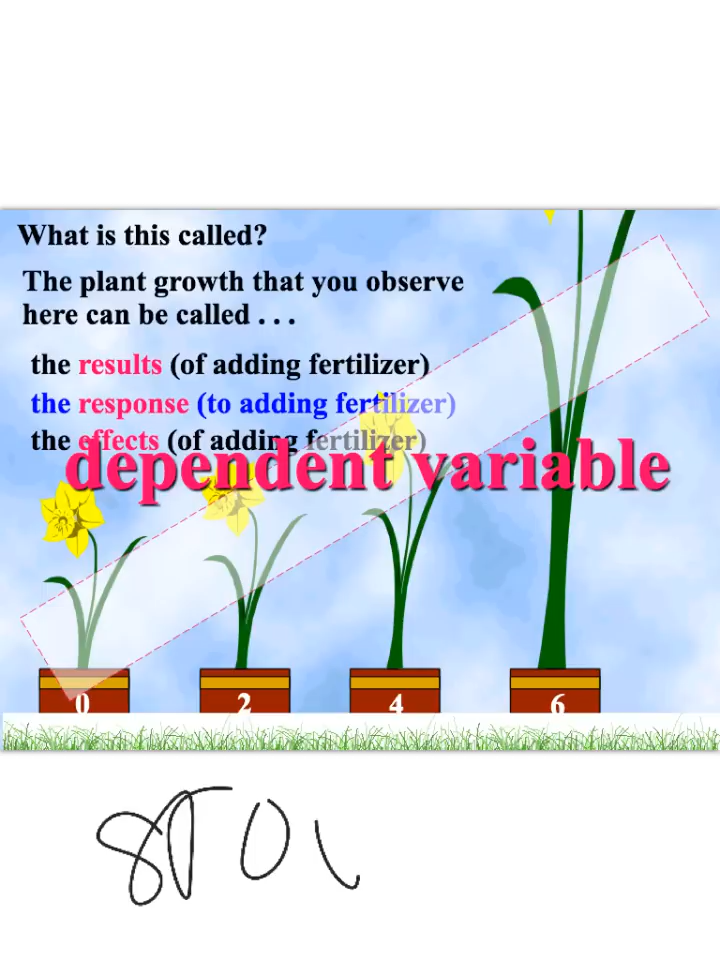 What is this called?
The plant growth that you observe
here can be called . . .
the results (of adding fertilizer)
the response (to adding fertilizer)
the effects (of adding fertilizer)
dependent variable
0 2 4 6